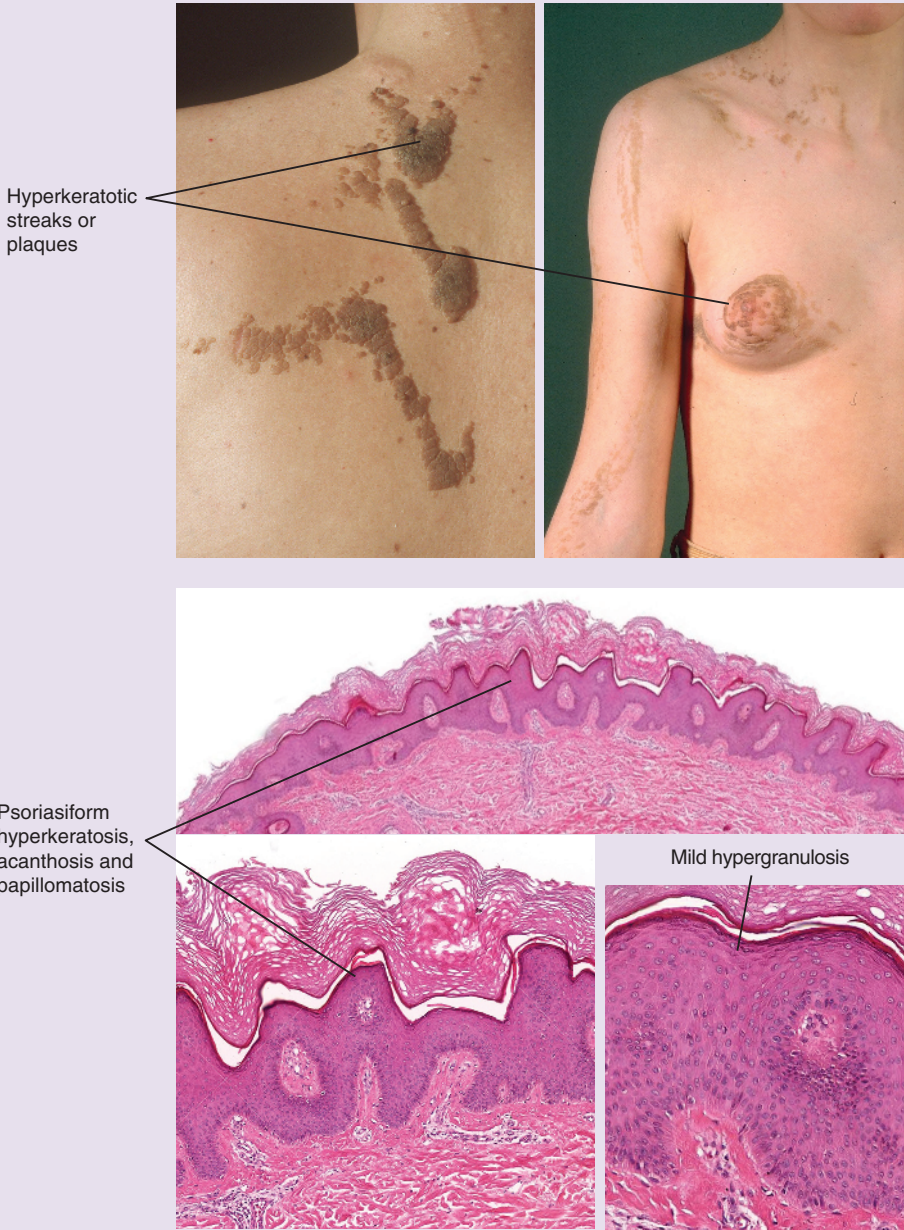 Hyperkeratotic
streaks or
plaques
Psoriasiform
hyperkeratosis,
acanthosis and
papillomatosis
Mild hypergranulosis